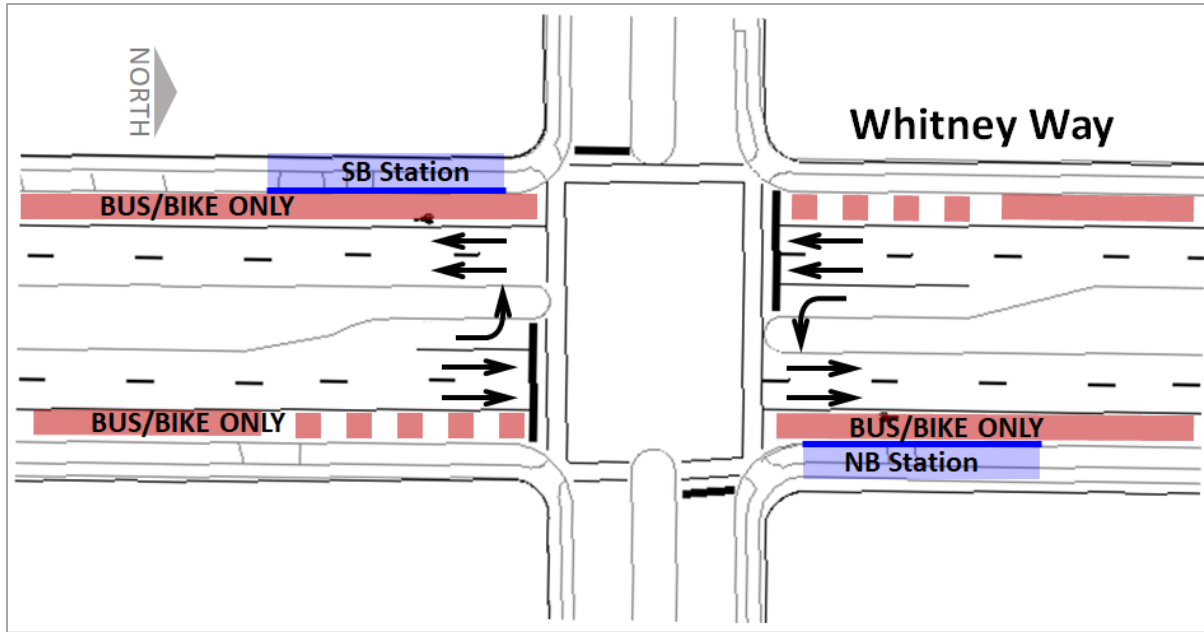 NORTH
Whitney Way
SB Station
BUS/BIKE ONLY
BUS/BIKE ONLY
BUS/BIKE ONLY
NB Station